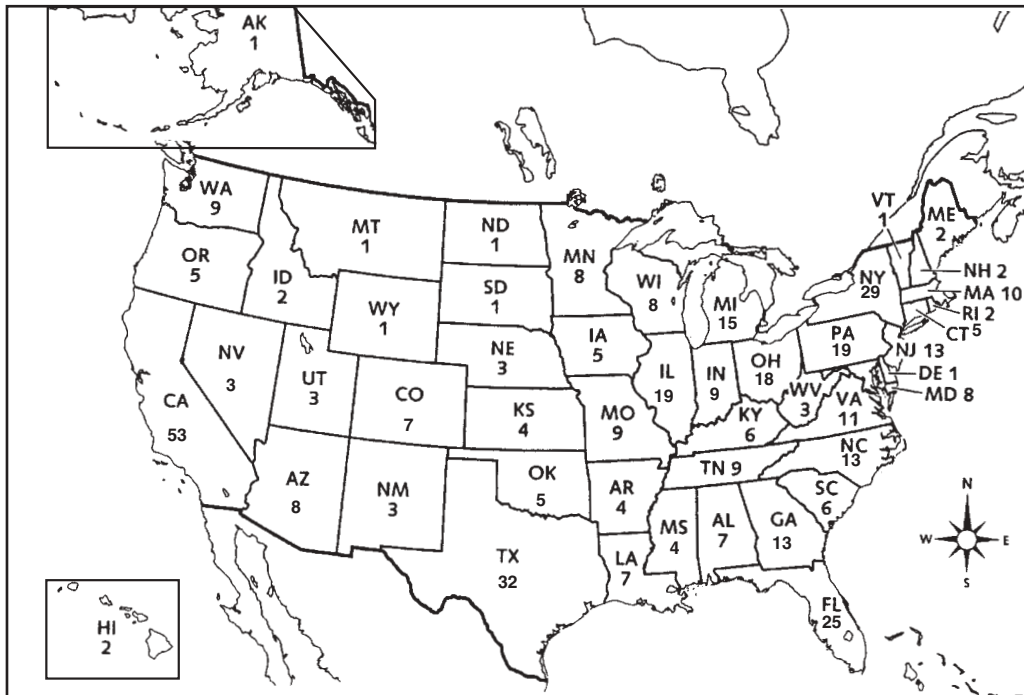 AK
1
WA
9
MT
1
ND
1
MN
8
VT
1
ME
2
OR
5
ID
2
WY
1
SD
1
WI
8
MI
15
NY
29
NH 2
MA 10
RI 2
CT 5
NV
3
UT
3
CO
7
NE
3
IA
5
IL
19
IN
9
OH
18
PA
19
NJ 13
DE 1
MD 8
WV
3
VA
11
CA
53
KS
4
MO
9
KY
6
NC
13
TN 9
AZ
8
NM
3
OK
5
AR
4
SC
6
MS
4
AL
7
GA
13
TX
32
LA
7
FL
25
HI
2
N
W
E
S